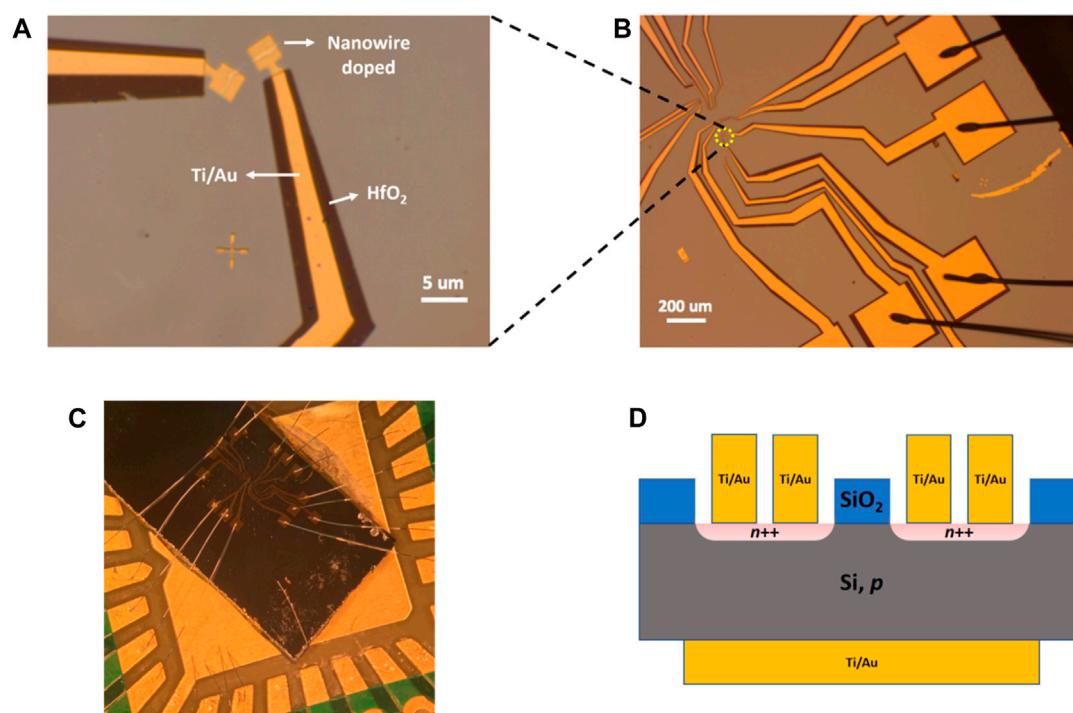 A
Nanowire
doped
Ti/Au
HfO₂
5 um
B
200 um
C
D
Ti/Au
Ti/Au
Ti/Au
Ti/Au
SiO₂
n++
n++
Si, p
Ti/Au